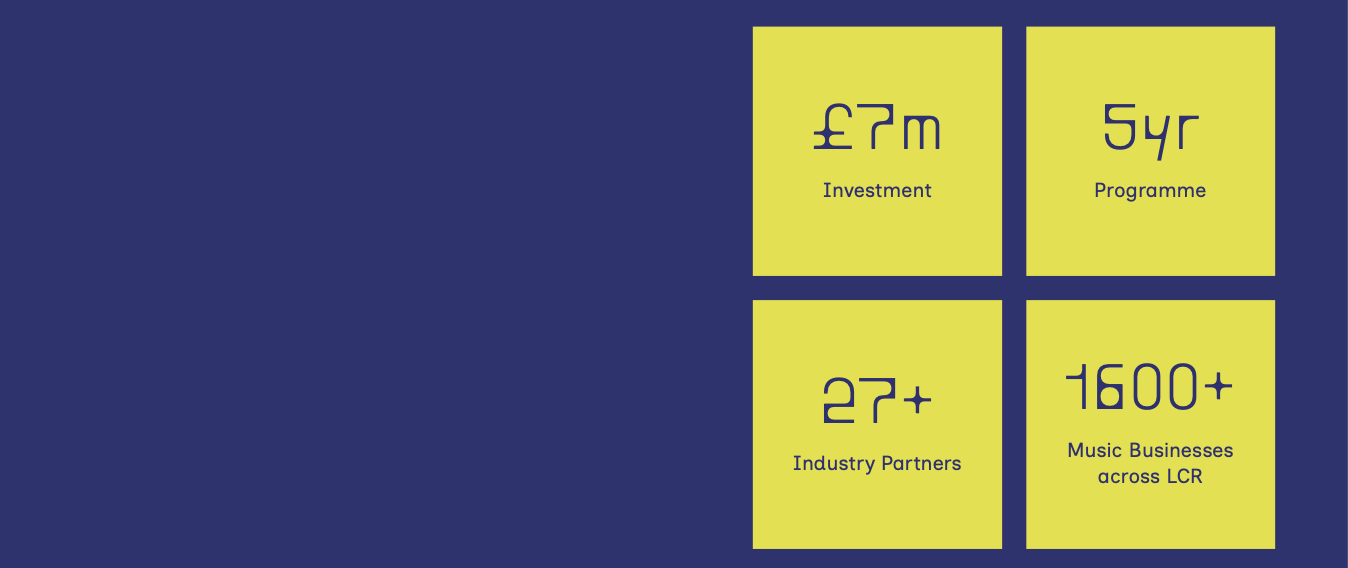 £7m
Investment
5yr
Programme
27+
Industry Partners
1600+
Music Businesses
across LCR